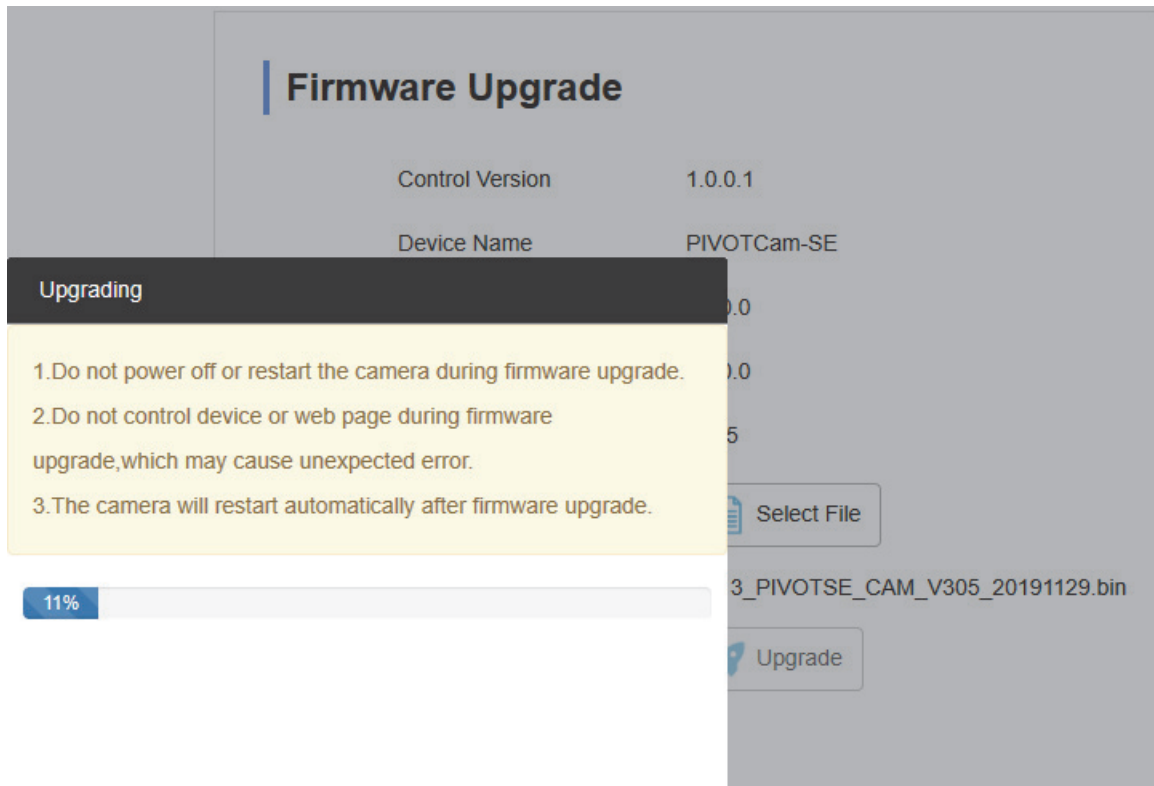 Firmware Upgrade
Control Version 1.0.0.1
Device Name PIVOTCam-SE
Upgrading
.0
1.Do not power off or restart the camera during firmware upgrade.
.0
2.Do not control device or web page during firmware
5
upgrade,which may cause unexpected error.
3.The camera will restart automatically after firmware upgrade.
Select File
3_PIVOTSE_CAM_V305_20191129.bin
11%
Upgrade